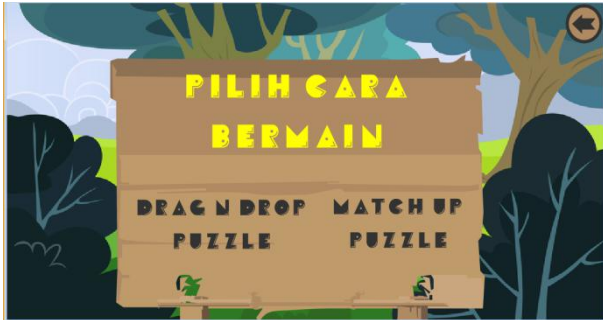 PILIH CARA
BERMAIN
DRAG N DROP
PUZZLE
MATCH UP
PUZZLE